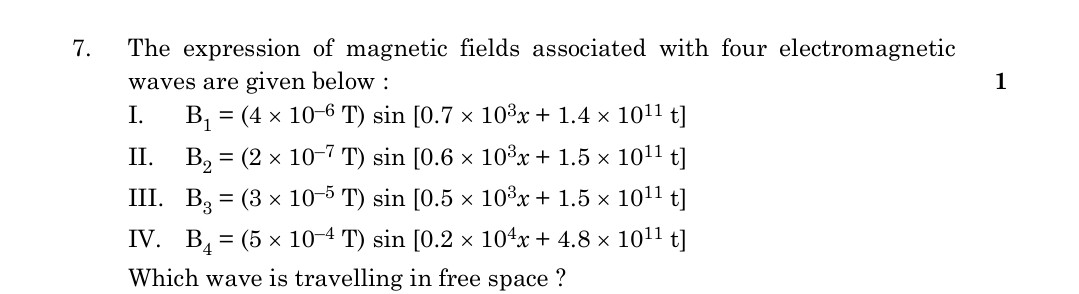 7. The expression of magnetic fields associated with four electromagnetic
waves are given below : 1
I. B₁ = (4 × 10⁻⁶ T) sin [0.7 × 10³x + 1.4 × 10¹¹ t]
II. B₂ = (2 × 10⁻⁷ T) sin [0.6 × 10³x + 1.5 × 10¹¹ t]
III. B₃ = (3 × 10⁻⁵ T) sin [0.5 × 10³x + 1.5 × 10¹¹ t]
IV. B₄ = (5 × 10⁻⁴ T) sin [0.2 × 10⁴x + 4.8 × 10¹¹ t]
Which wave is travelling in free space ?